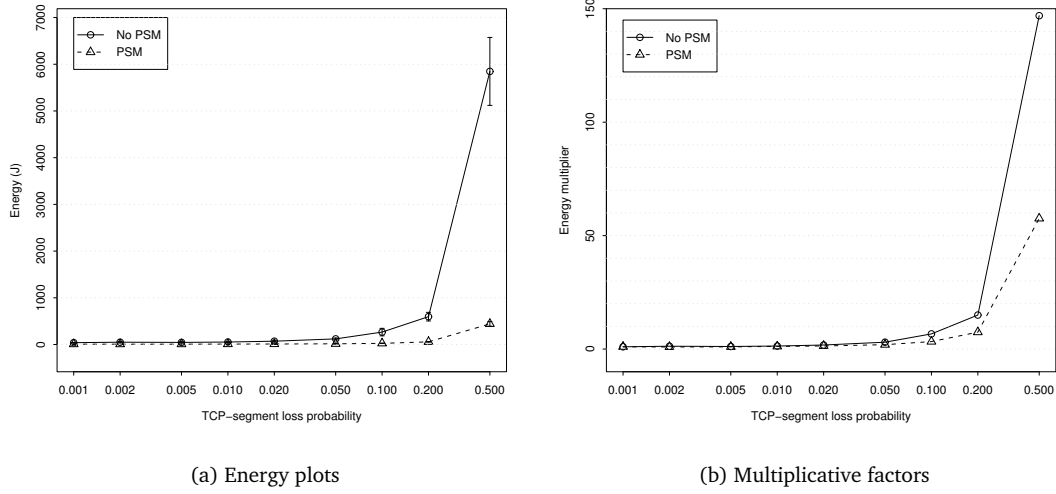 No PSM
PSM
7000
6000
5000
4000
3000
2000
1000
0
Energy (J)
0.001 0.002 0.005 0.010 0.020 0.050 0.100 0.200 0.500
TCP−segment loss probability
(a) Energy plots
No PSM
PSM
150
100
50
0
Energy multiplier
0.001 0.002 0.005 0.010 0.020 0.050 0.100 0.200 0.500
TCP−segment loss probability
(b) Multiplicative factors